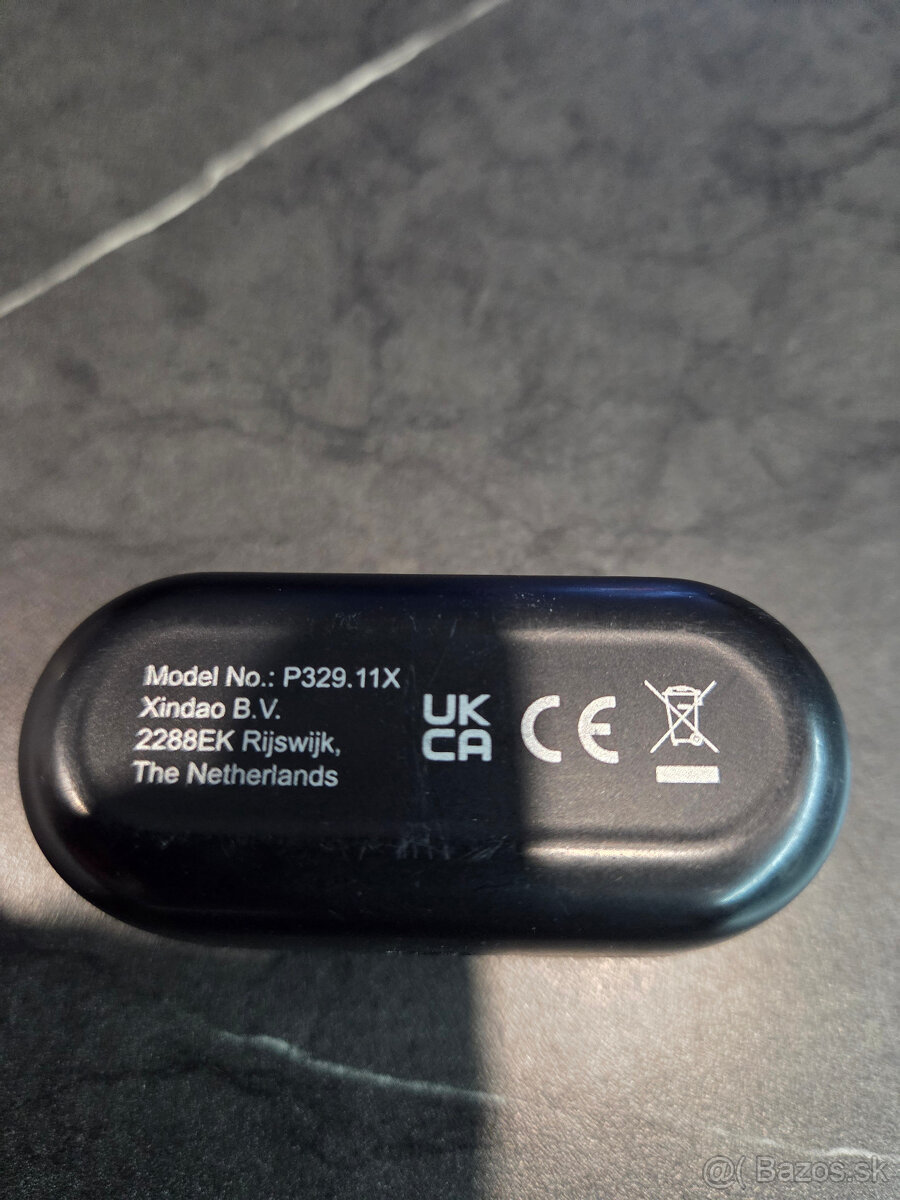 Model No.: P329.11X
Xindao B.V.
2288EK Rijswijk,
The Netherlands
UK
CA
CE
@( Bazos.sk